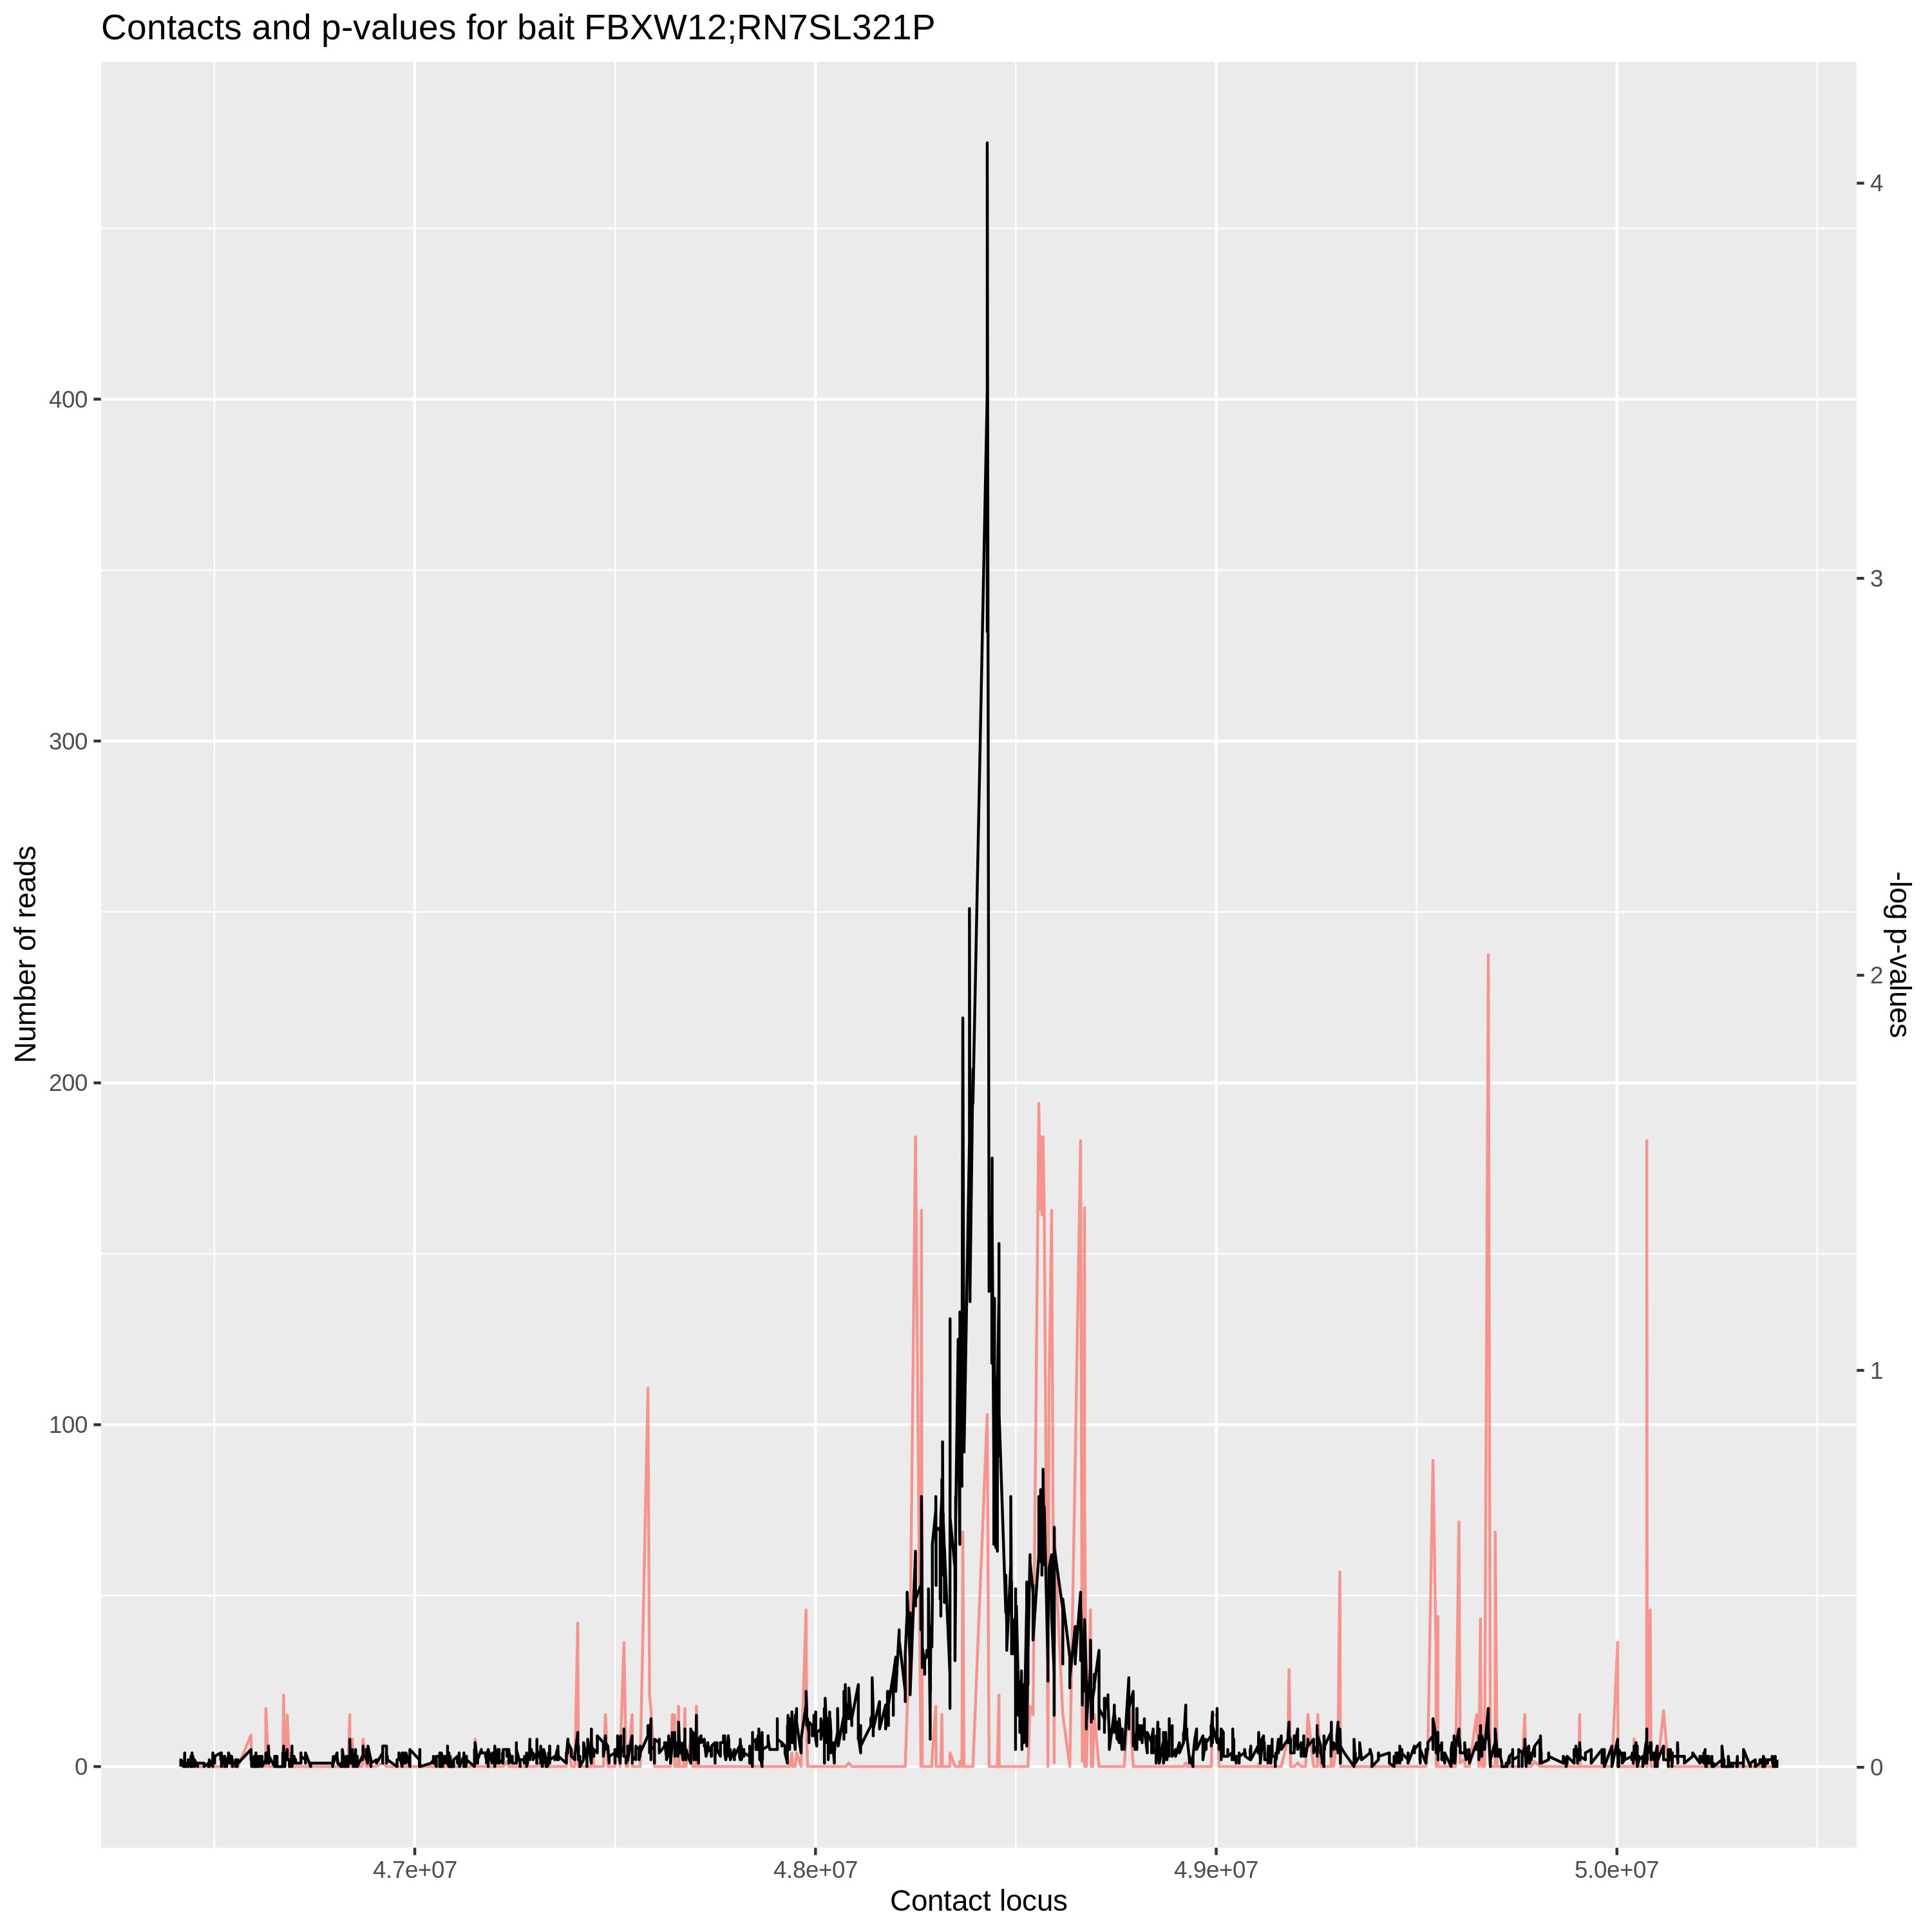 Contacts and p-values for bait FBXW12;RN7SL321P
400
300
200
100
0
4
3
2
1
0
Number of reads
-log p-values
4.7e+07
4.8e+07
4.9e+07
5.0e+07
Contact locus